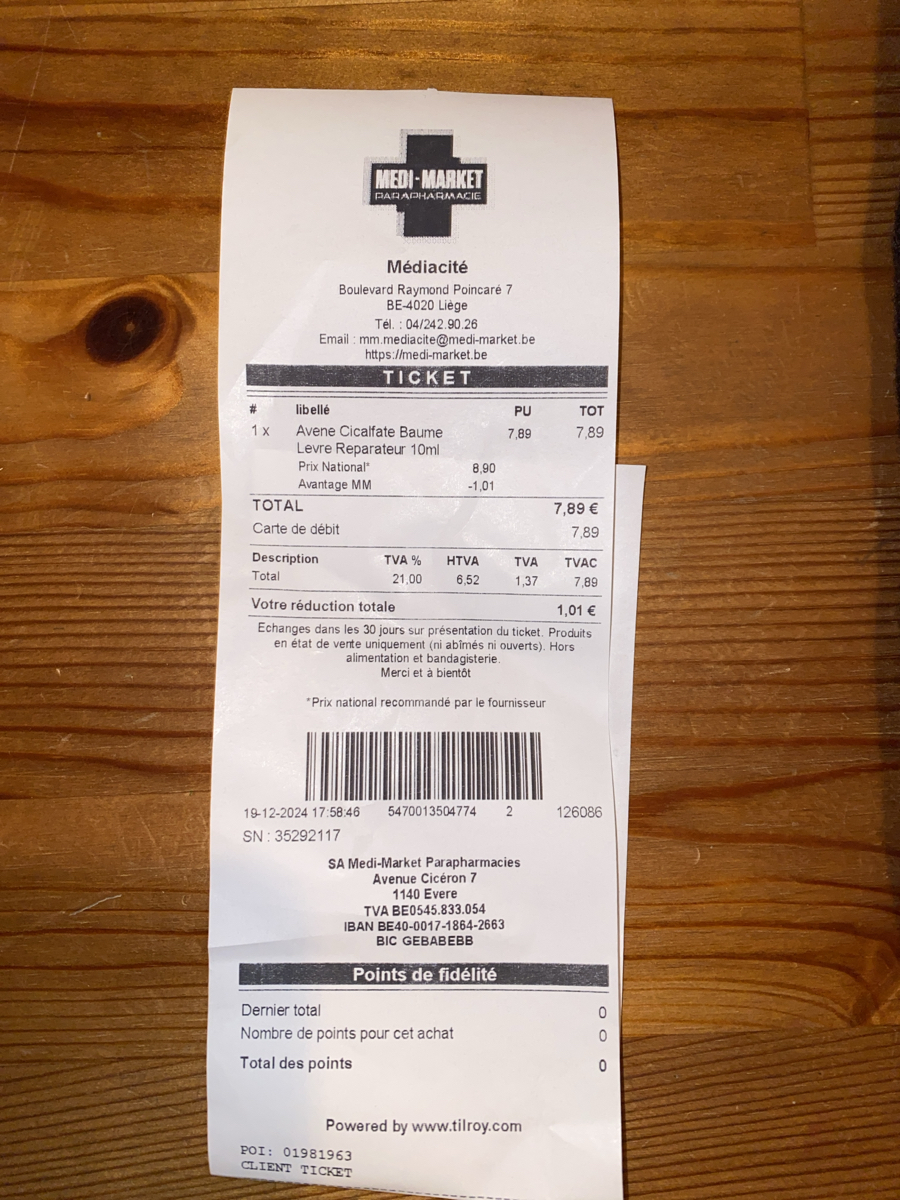 MEDI-MARKET
PARAPHARMACIE
Médiacité
Boulevard Raymond Poincaré 7
BE-4020 Liège
Tél. : 04/242.90.26
Email : mm.mediacite@medi-market.be
https://medi-market.be
TICKET
# libellé PU TOT
1 x Avene Cicalfate Baume 7,89 7,89
Levre Reparateur 10ml
Prix National* 8,90
Avantage MM -1,01
TOTAL 7,89 €
Carte de débit 7,89
Description TVA % HTVA TVA TVAC
Total 21,00 6,52 1,37 7,89
Votre réduction totale 1,01 €
Echanges dans les 30 jours sur présentation du ticket. Produits
en état de vente uniquement (ni abîmés ni ouverts). Hors
alimentation et bandagisterie.
Merci et à bientôt
*Prix national recommandé par le fournisseur
19-12-2024 17:58:46 5470013504774 2 126086
SN : 35292117
SA Medi-Market Parapharmacies
Avenue Cicéron 7
1140 Evere
TVA BE0545.833.054
IBAN BE40-0017-1864-2663
BIC GEBABEBB
Points de fidélité
Dernier total 0
Nombre de points pour cet achat 0
Total des points 0
Powered by www.tilroy.com
POI: 01981963
CLIENT TICKET